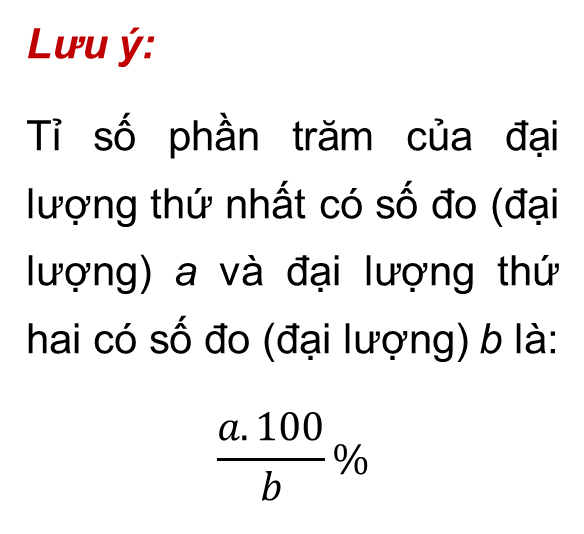 Lưu ý:
Tỉ số phần trăm của đại
lượng thứ nhất có số đo (đại
lượng) a và đại lượng thứ
hai có số đo (đại lượng) b là:
a. 100
b
%